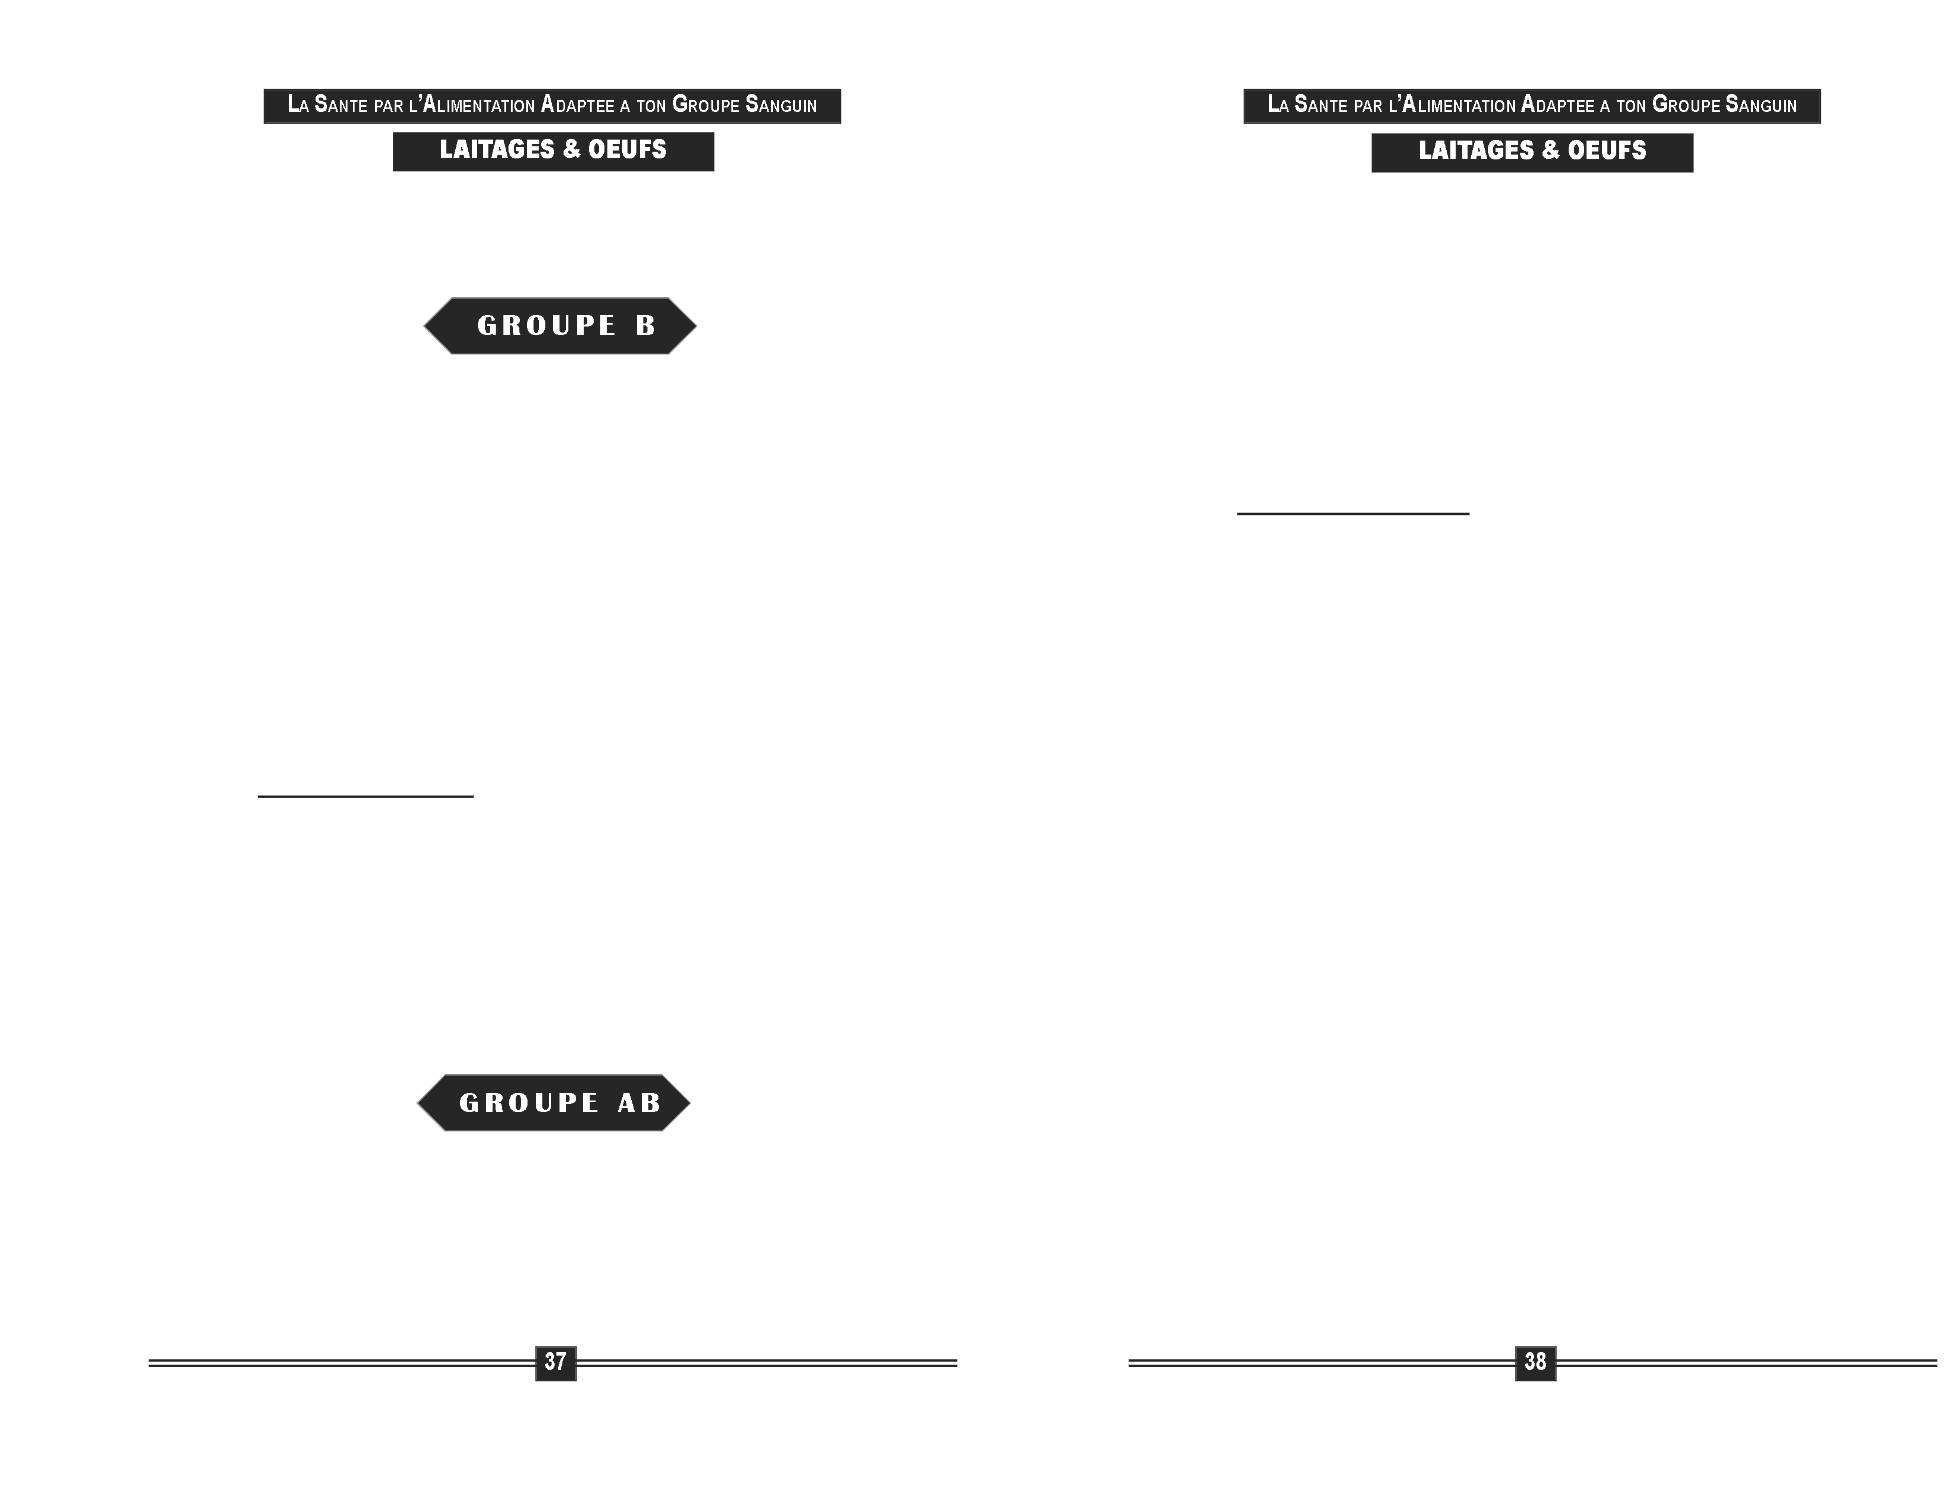 LA SANTE PAR L'ALIMENTATION ADAPTEE A TON GROUPE SANGUIN
LAITAGES & OEUFS
GROUPE B
GROUPE AB
37
LA SANTE PAR L'ALIMENTATION ADAPTEE A TON GROUPE SANGUIN
LAITAGES & OEUFS
38